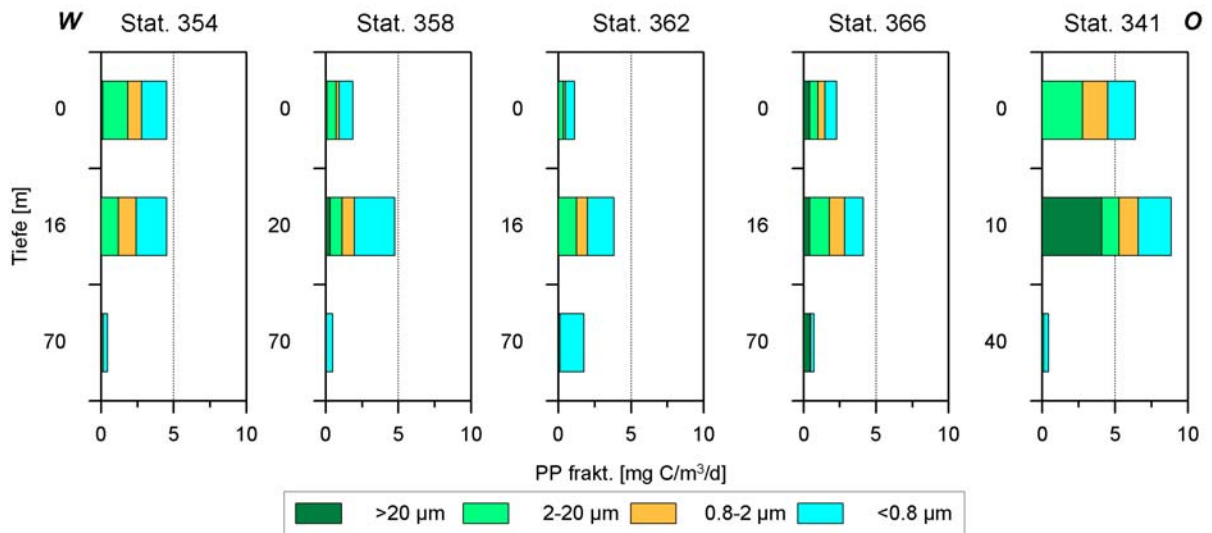 W Stat. 354 Stat. 358 Stat. 362 Stat. 366 Stat. 341 O
0 0 0 0 0
16 20 16 16 10
70 70 70 70 40
Tiefe [m]
0 5 10 0 5 10 0 5 10 0 5 10 0 5 10
PP frakt. [mg C/m³/d]
>20 µm 2-20 µm 0.8-2 µm <0.8 µm